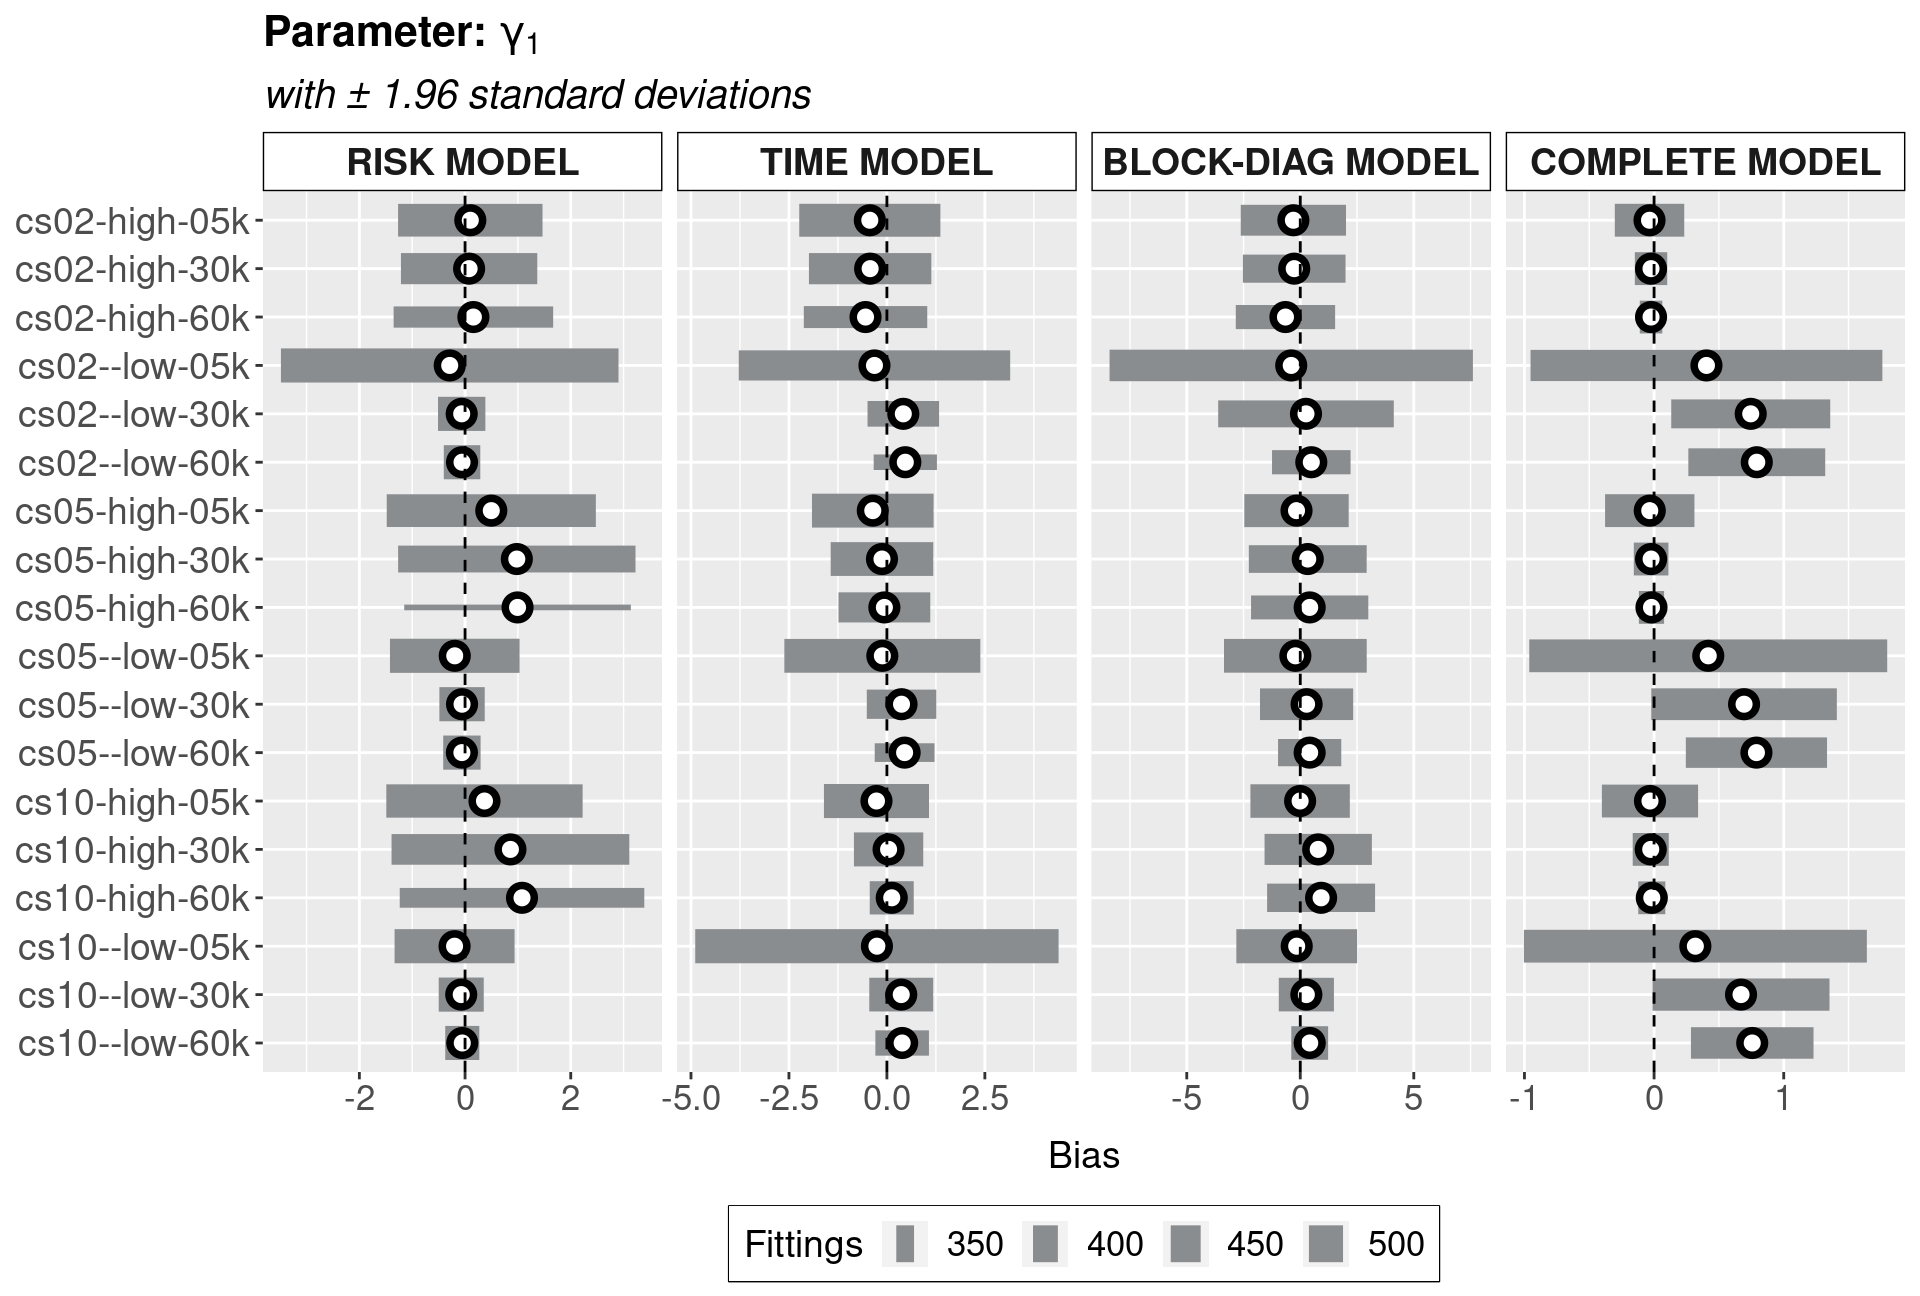 Parameter: γ₁
with ± 1.96 standard deviations
RISK MODEL TIME MODEL BLOCK-DIAG MODEL COMPLETE MODEL
cs02-high-05k
cs02-high-30k
cs02-high-60k
cs02--low-05k
cs02--low-30k
cs02--low-60k
cs05-high-05k
cs05-high-30k
cs05-high-60k
cs05--low-05k
cs05--low-30k
cs05--low-60k
cs10-high-05k
cs10-high-30k
cs10-high-60k
cs10--low-05k
cs10--low-30k
cs10--low-60k
-2 0 2 -5.0 -2.5 0.0 2.5 -5 0 5 -1 0 1
Bias
Fittings 350 400 450 500